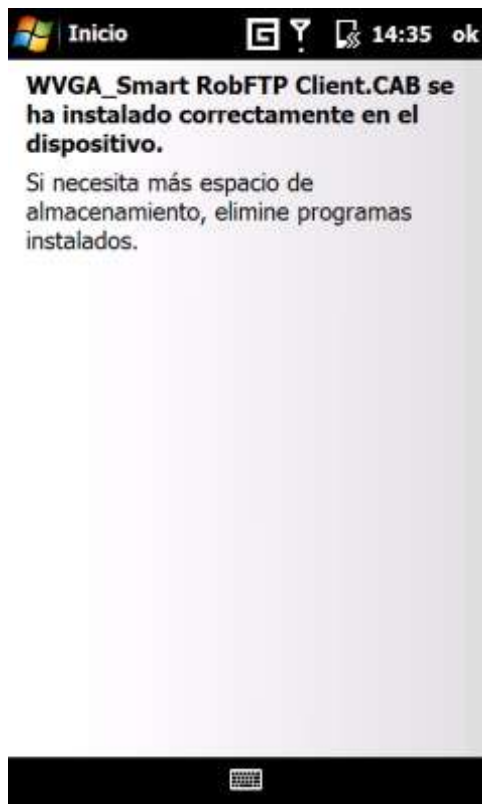 Inicio G 14:35 ok
WVGA_Smart RobFTP Client.CAB se
ha instalado correctamente en el
dispositivo.
Si necesita más espacio de
almacenamiento, elimine programas
instalados.